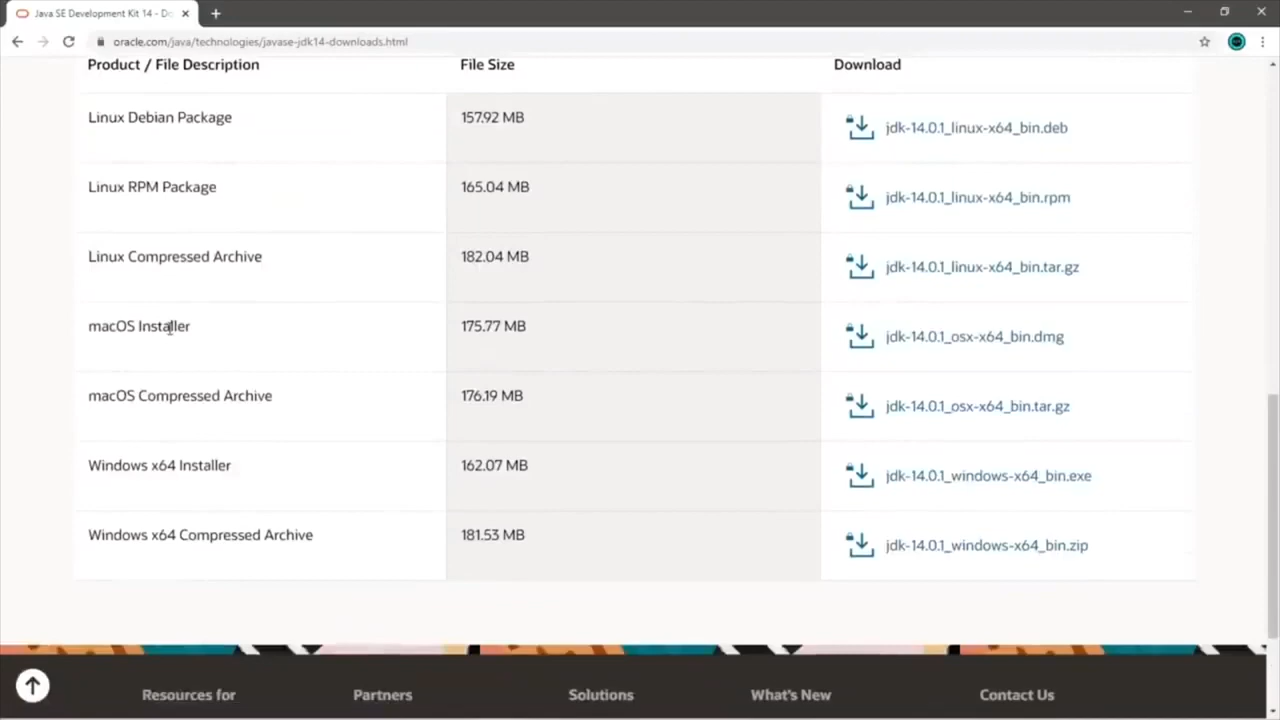 Java SE Development Kit 14 - Do
oracle.com/java/technologies/javase-jdk14-downloads.html
Product / File Description File Size Download
Linux Debian Package 157.92 MB jdk-14.0.1_linux-x64_bin.deb
Linux RPM Package 165.04 MB jdk-14.0.1_linux-x64_bin.rpm
Linux Compressed Archive 182.04 MB jdk-14.0.1_linux-x64_bin.tar.gz
macOS Installer 175.77 MB jdk-14.0.1_osx-x64_bin.dmg
macOS Compressed Archive 176.19 MB jdk-14.0.1_osx-x64_bin.tar.gz
Windows x64 Installer 162.07 MB jdk-14.0.1_windows-x64_bin.exe
Windows x64 Compressed Archive 181.53 MB jdk-14.0.1_windows-x64_bin.zip
Resources for Partners Solutions What's New Contact Us